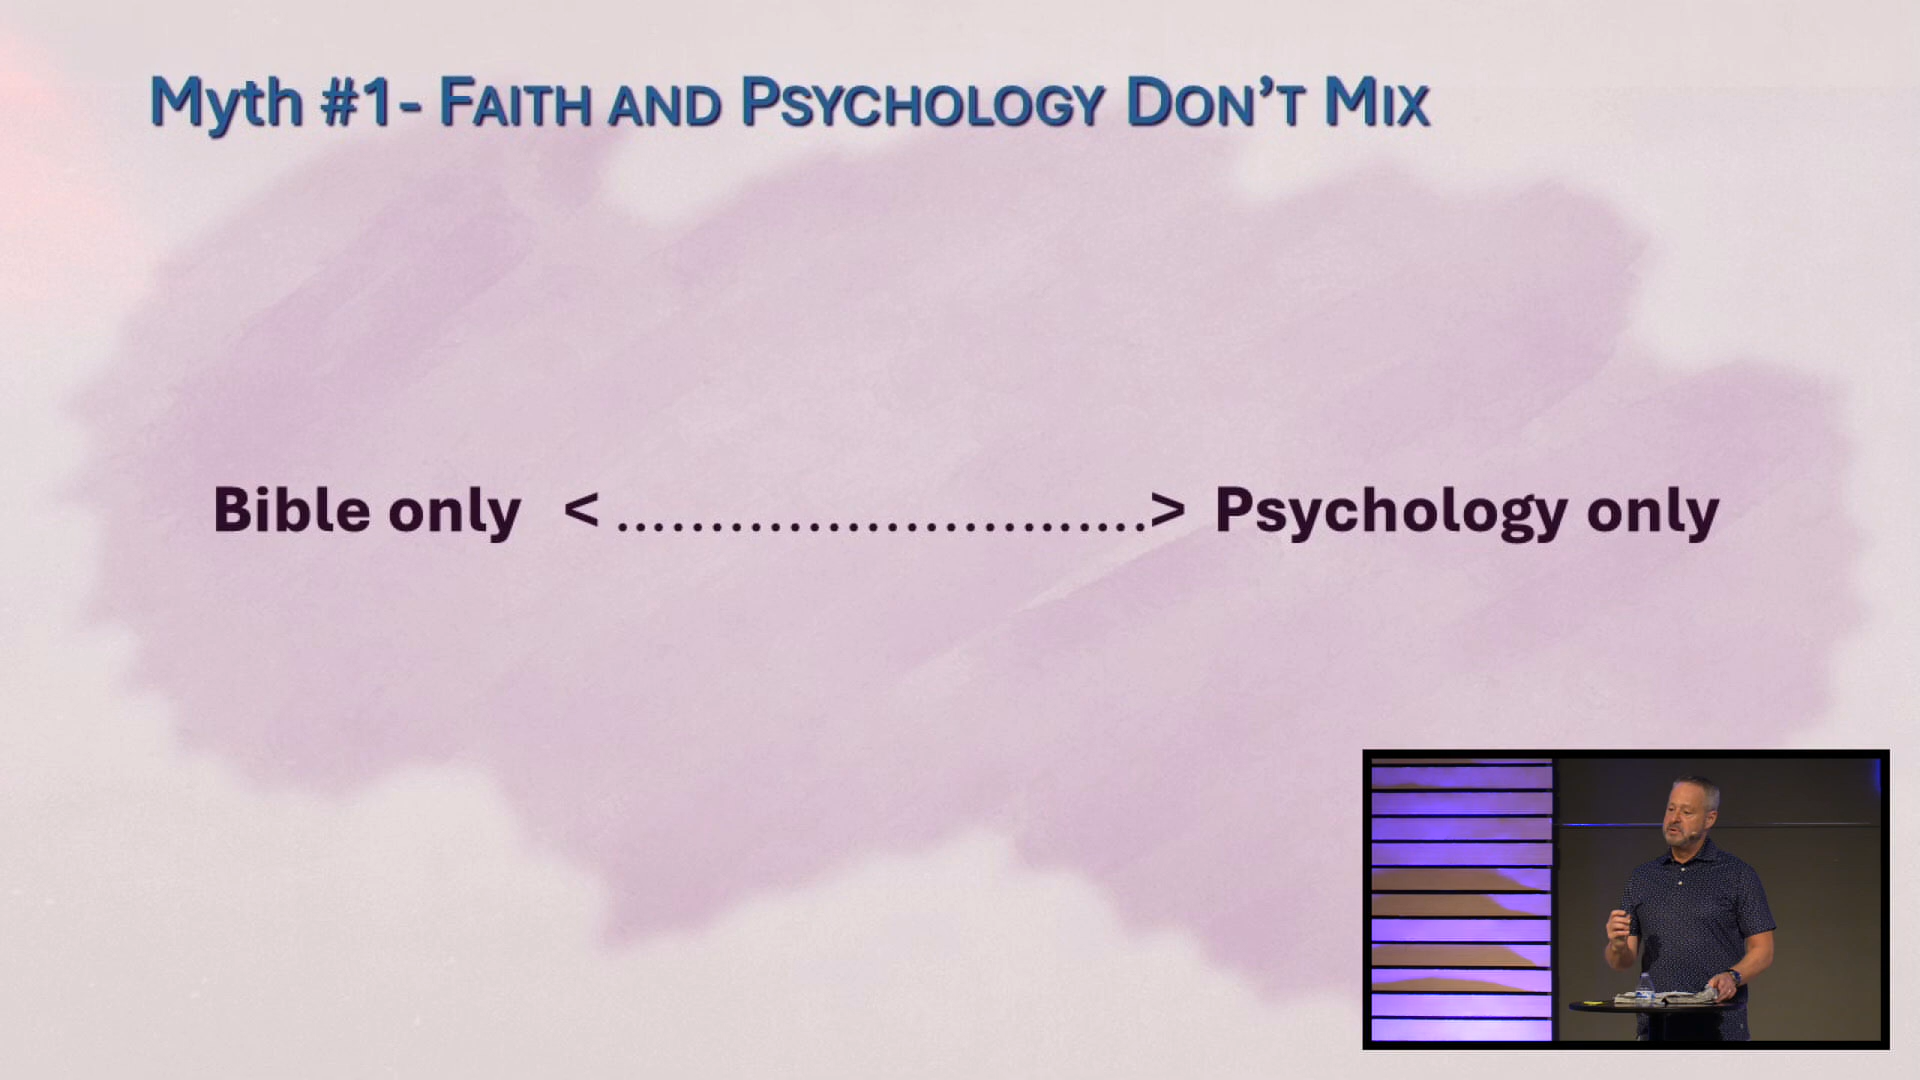 Myth #1- FAITH AND PSYCHOLOGY DON’T MIX
Bible only < ............................> Psychology only